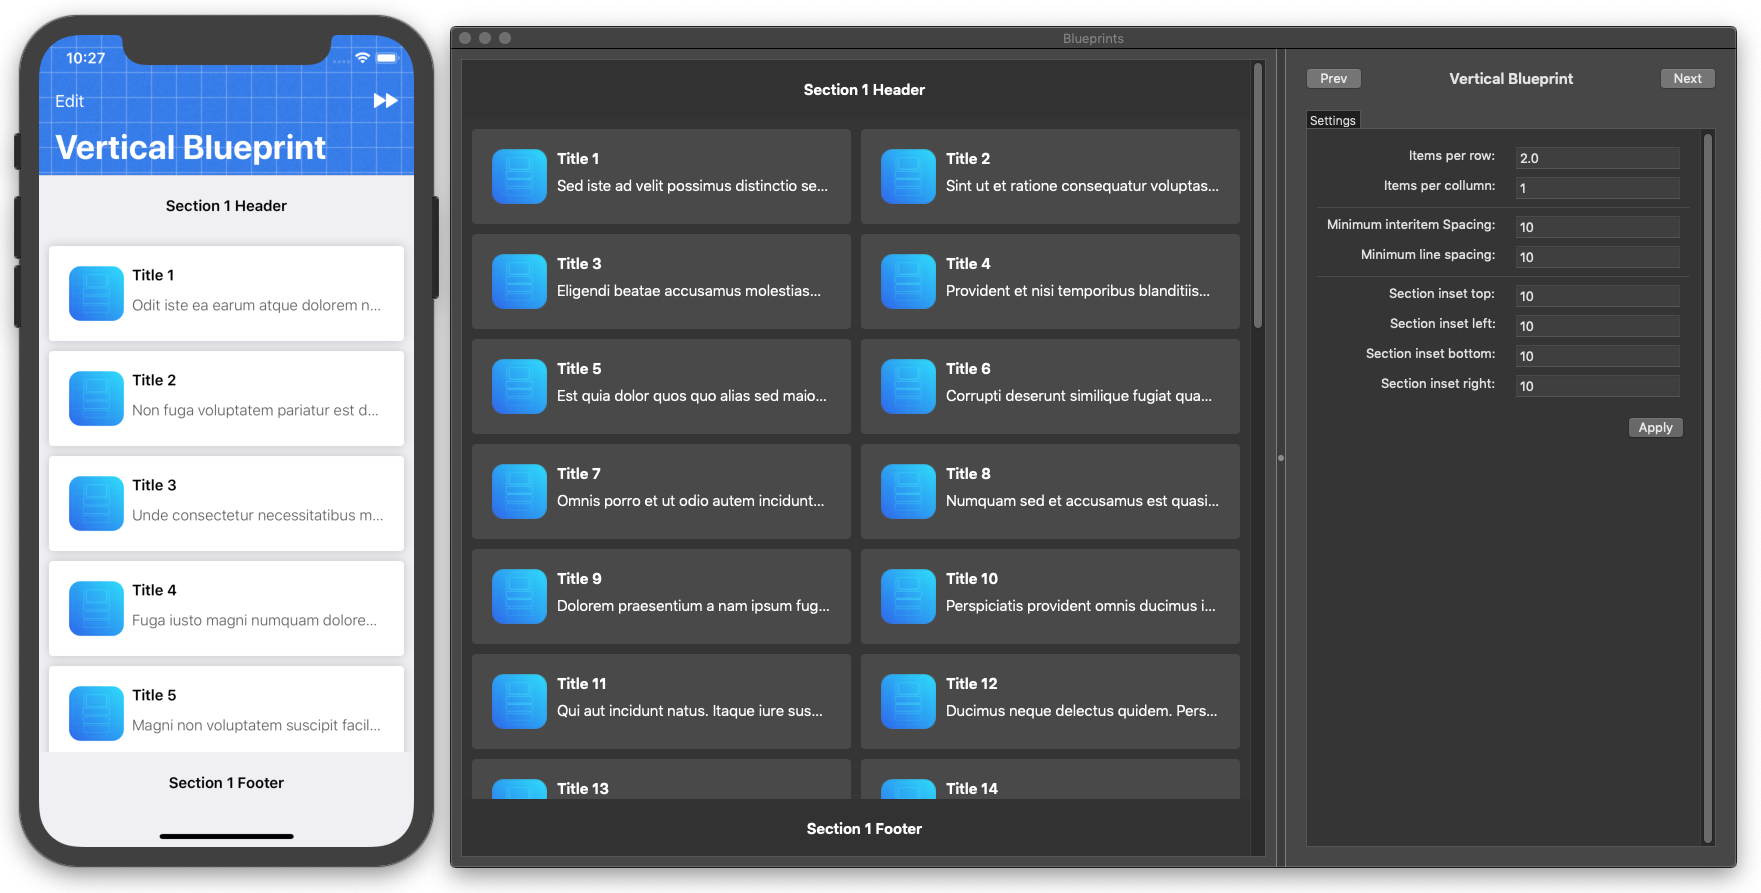 10:27
Edit
Vertical Blueprint
Section 1 Header
Title 1
Odit iste ea earum atque dolorem n...
Title 2
Non fuga voluptatem pariatur est d...
Title 3
Unde consectetur necessitatibus m...
Title 4
Fuga iusto magni numquam dolore...
Title 5
Magni non voluptatem suscipit facil...
Section 1 Footer
Blueprints
Section 1 Header
Title 1
Sed iste ad velit possimus distinctio se...
Title 2
Sint ut et ratione consequatur voluptas...
Title 3
Eligendi beatae accusamus molestias...
Title 4
Provident et nisi temporibus blanditiis...
Title 5
Est quia dolor quos quo alias sed maio...
Title 6
Corrupti deserunt similique fugiat qua...
Title 7
Omnis porro et ut odio autem incidunt...
Title 8
Numquam sed et accusamus est quasi...
Title 9
Dolorem praesentium a nam ipsum fug...
Title 10
Perspiciatis provident omnis ducimus i...
Title 11
Qui aut incidunt natus. Itaque iure sus...
Title 12
Ducimus neque delectus quidem. Pers...
Title 13
Title 14
Section 1 Footer
Prev
Vertical Blueprint
Next
Settings
Items per row: 2.0
Items per collumn: 1
Minimum interitem Spacing: 10
Minimum line spacing: 10
Section inset top: 10
Section inset left: 10
Section inset bottom: 10
Section inset right: 10
Apply